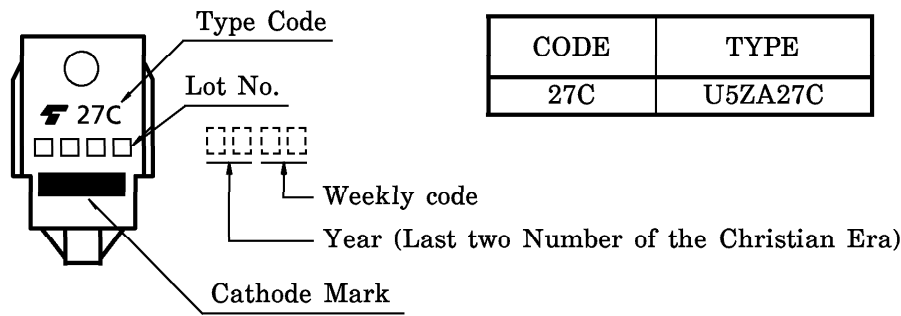 Type Code
CODE TYPE
Lot No.
27C
27C U5ZA27C
Weekly code
Year (Last two Number of the Christian Era)
Cathode Mark